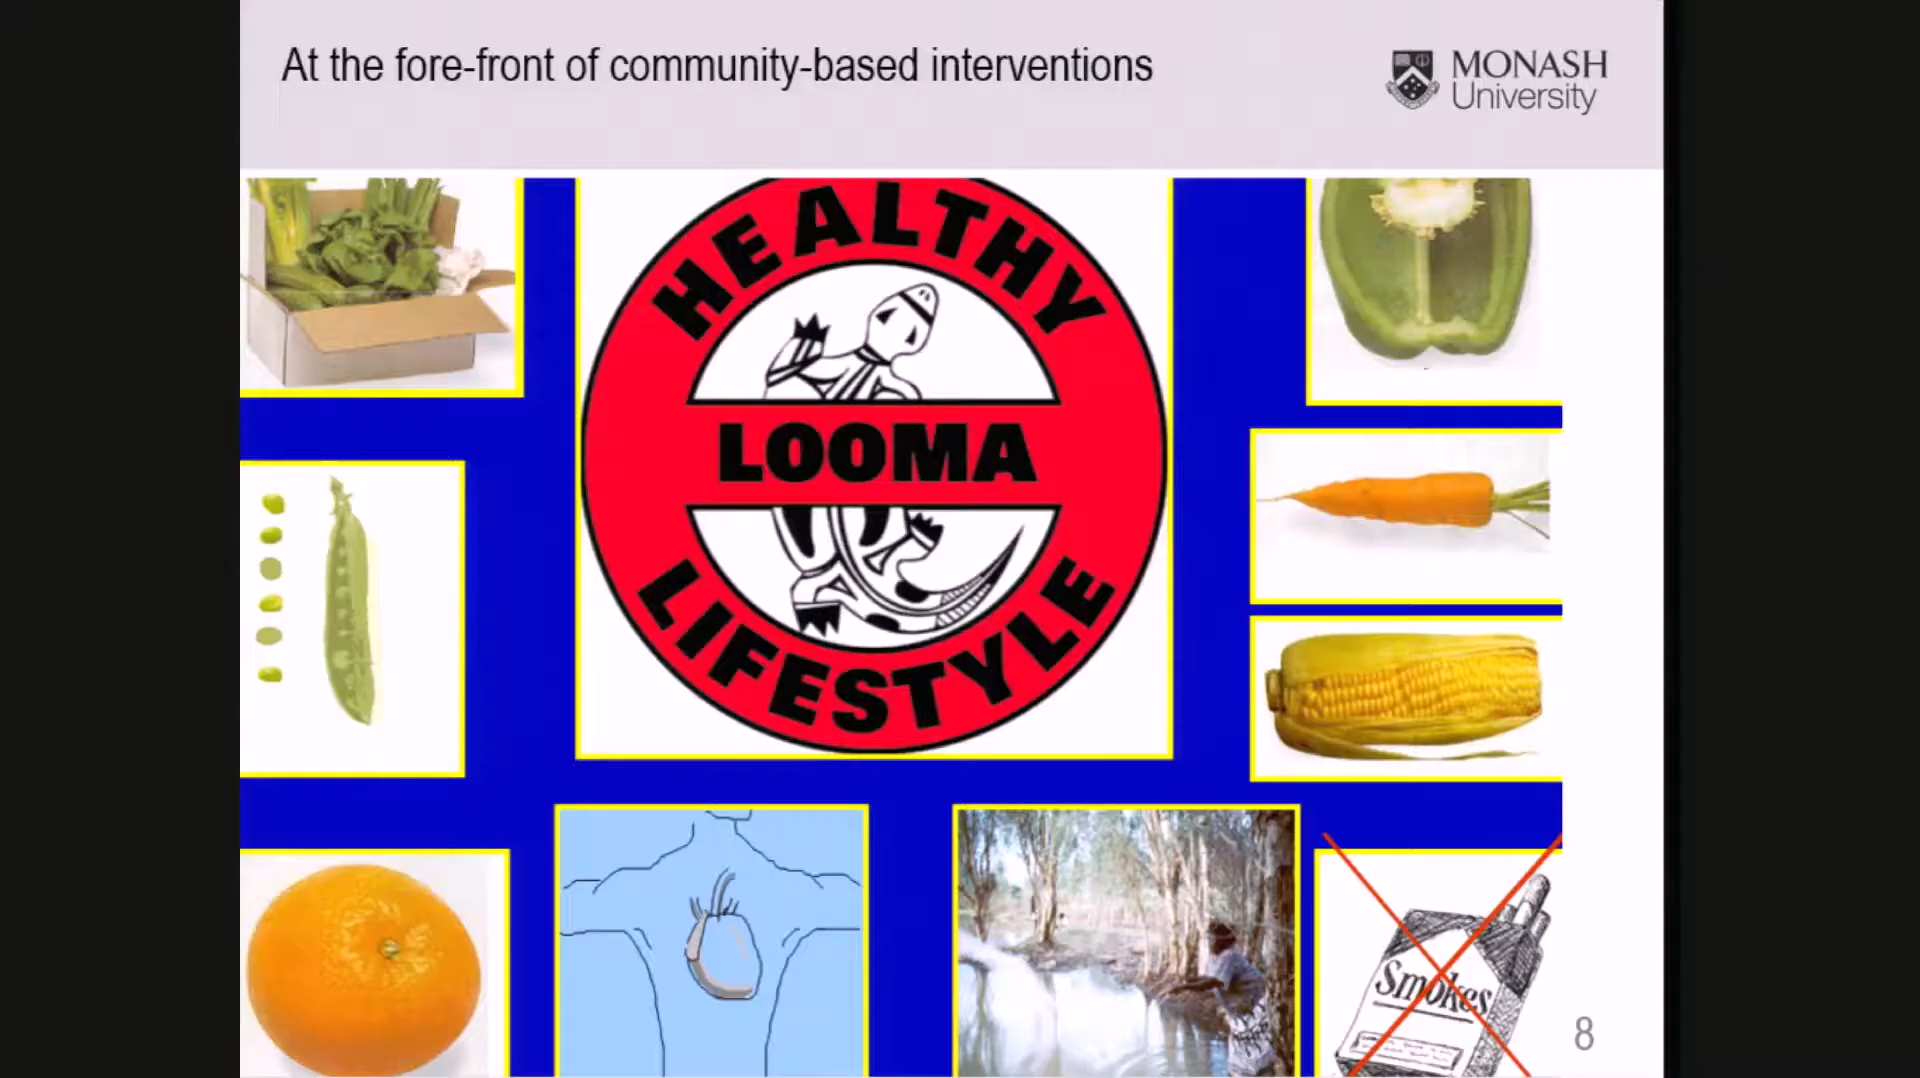 At the fore-front of community-based interventions
MONASH
University
HEALTHY
LOOMA
LIFESTYLE
Smokes
8